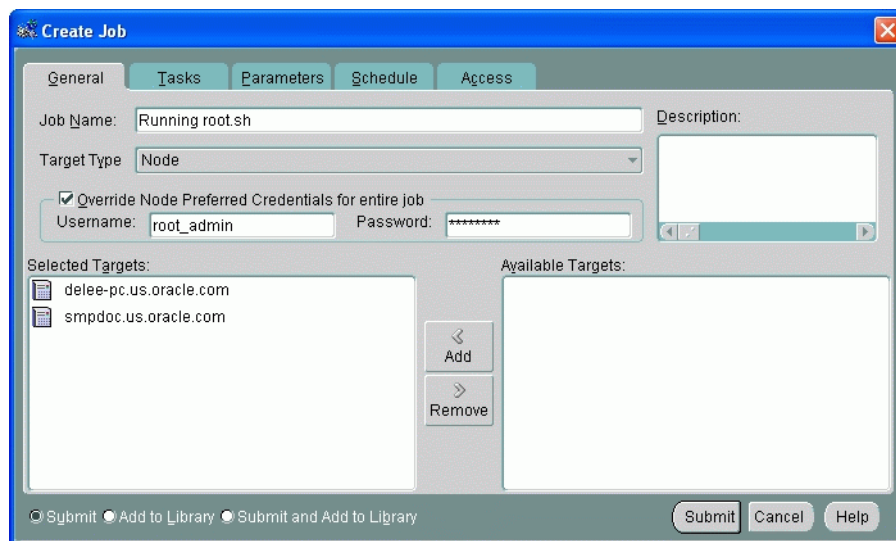 Create Job
General Tasks Parameters Schedule Access
Job Name: Running root.sh
Description:
Target Type Node
Override Node Preferred Credentials for entire job
Username: root_admin Password: ********
Selected Targets:
Available Targets:
delee-pc.us.oracle.com
smpdoc.us.oracle.com
Add
Remove
Submit Add to Library Submit and Add to Library
Submit Cancel Help